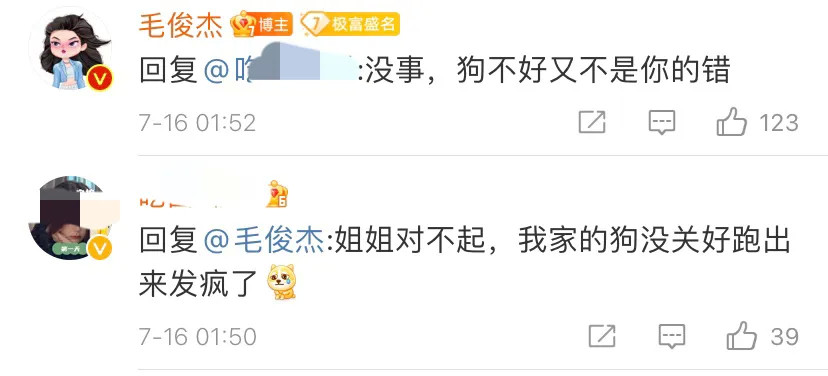 毛俊杰 博主 7 极富盛名
回复@吃:没事，狗不好又不是你的错
7-16 01:52
123
6
回复@毛俊杰:姐姐对不起，我家的狗没关好跑出
来发疯了
7-16 01:50
39